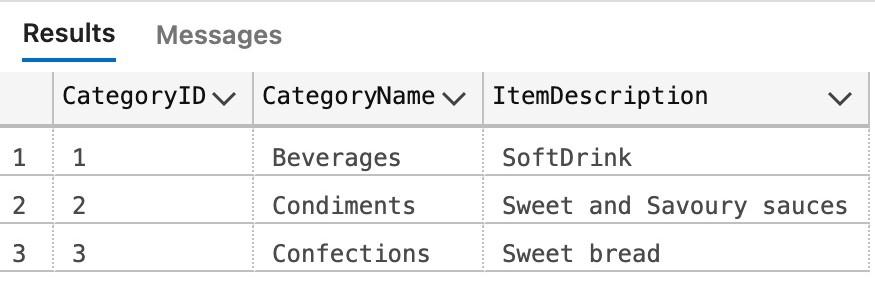 Results Messages
CategoryID CategoryName ItemDescription
1 1 Beverages SoftDrink
2 2 Condiments Sweet and Savoury sauces
3 3 Confections Sweet bread